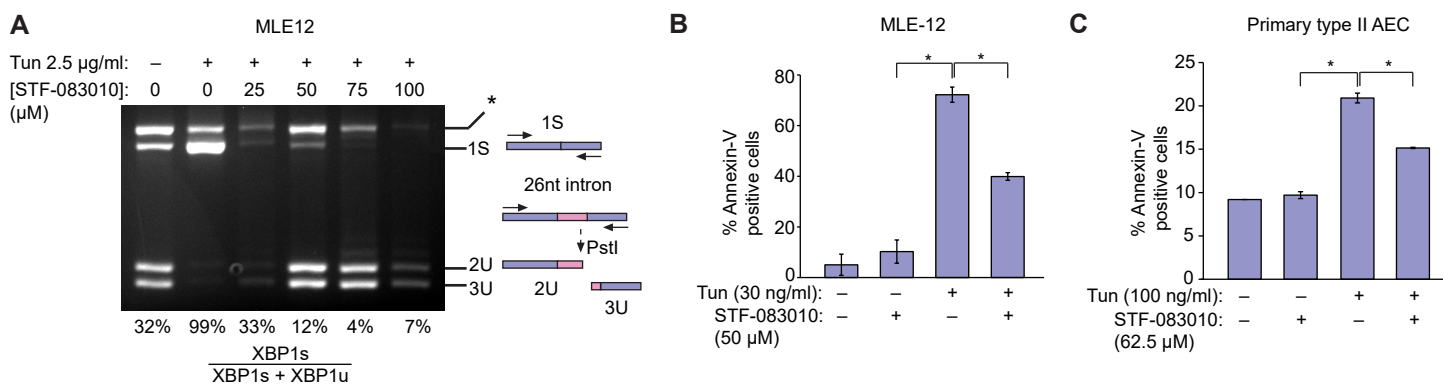 A
MLE12
Tun 2.5 µg/ml: – + + + + +
[STF-083010]: 0 0 25 50 75 100
(µM)
*
1S
1S
26nt intron
PstI
2U
2U
3U
3U
32% 99% 33% 12% 4% 7%
XBP1s
XBP1s + XBP1u
B
MLE-12
* *
% Annexin-V
positive cells
80
60
40
20
0
Tun (30 ng/ml): – – + +
STF-083010: – + – +
(50 µM)
C
Primary type II AEC
* *
% Annexin-V
positive cells
25
20
15
10
5
0
Tun (100 ng/ml): – – + +
STF-083010: – + – +
(62.5 µM)